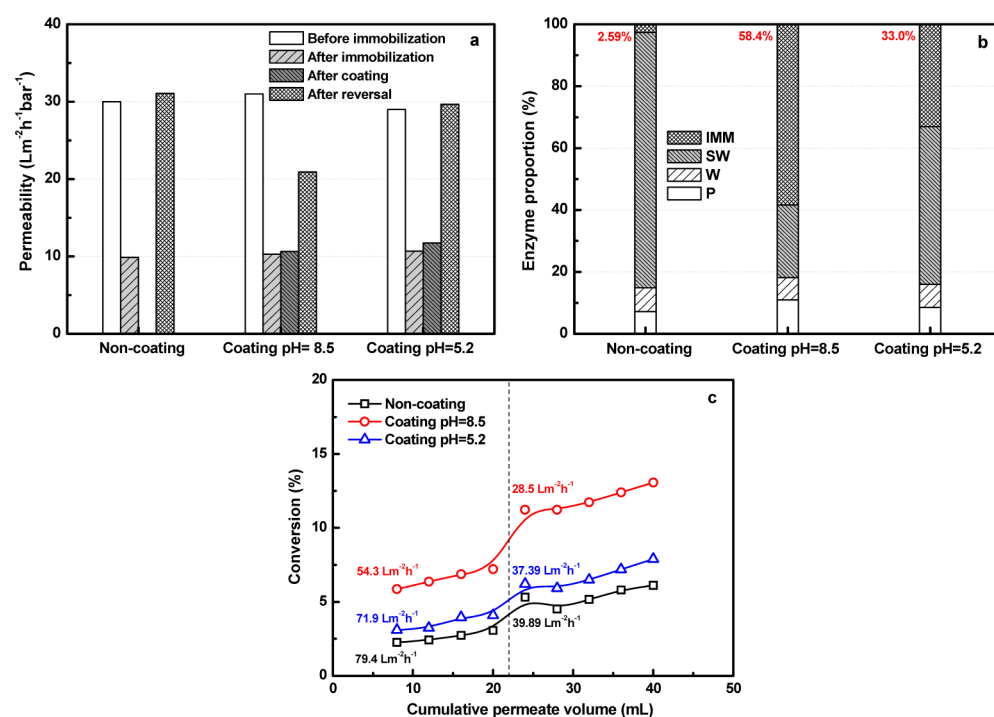 a
Before immobilization
After immobilization
After coating
After reversal
Permeability (Lm⁻²h⁻¹bar⁻¹)
40
30
20
10
0
Non-coating
Coating pH= 8.5
Coating pH=5.2
b
2.59%
58.4%
33.0%
IMM
SW
W
P
Enzyme proportion (%)
100
80
60
40
20
0
Non-coating
Coating pH=8.5
Coating pH=5.2
c
Non-coating
Coating pH=8.5
Coating pH=5.2
28.5 Lm⁻²h⁻¹
54.3 Lm⁻²h⁻¹
37.39 Lm⁻²h⁻¹
71.9 Lm⁻²h⁻¹
39.89 Lm⁻²h⁻¹
79.4 Lm⁻²h⁻¹
Conversion (%)
20
15
10
5
0
0 10 20 30 40 50
Cumulative permeate volume (mL)